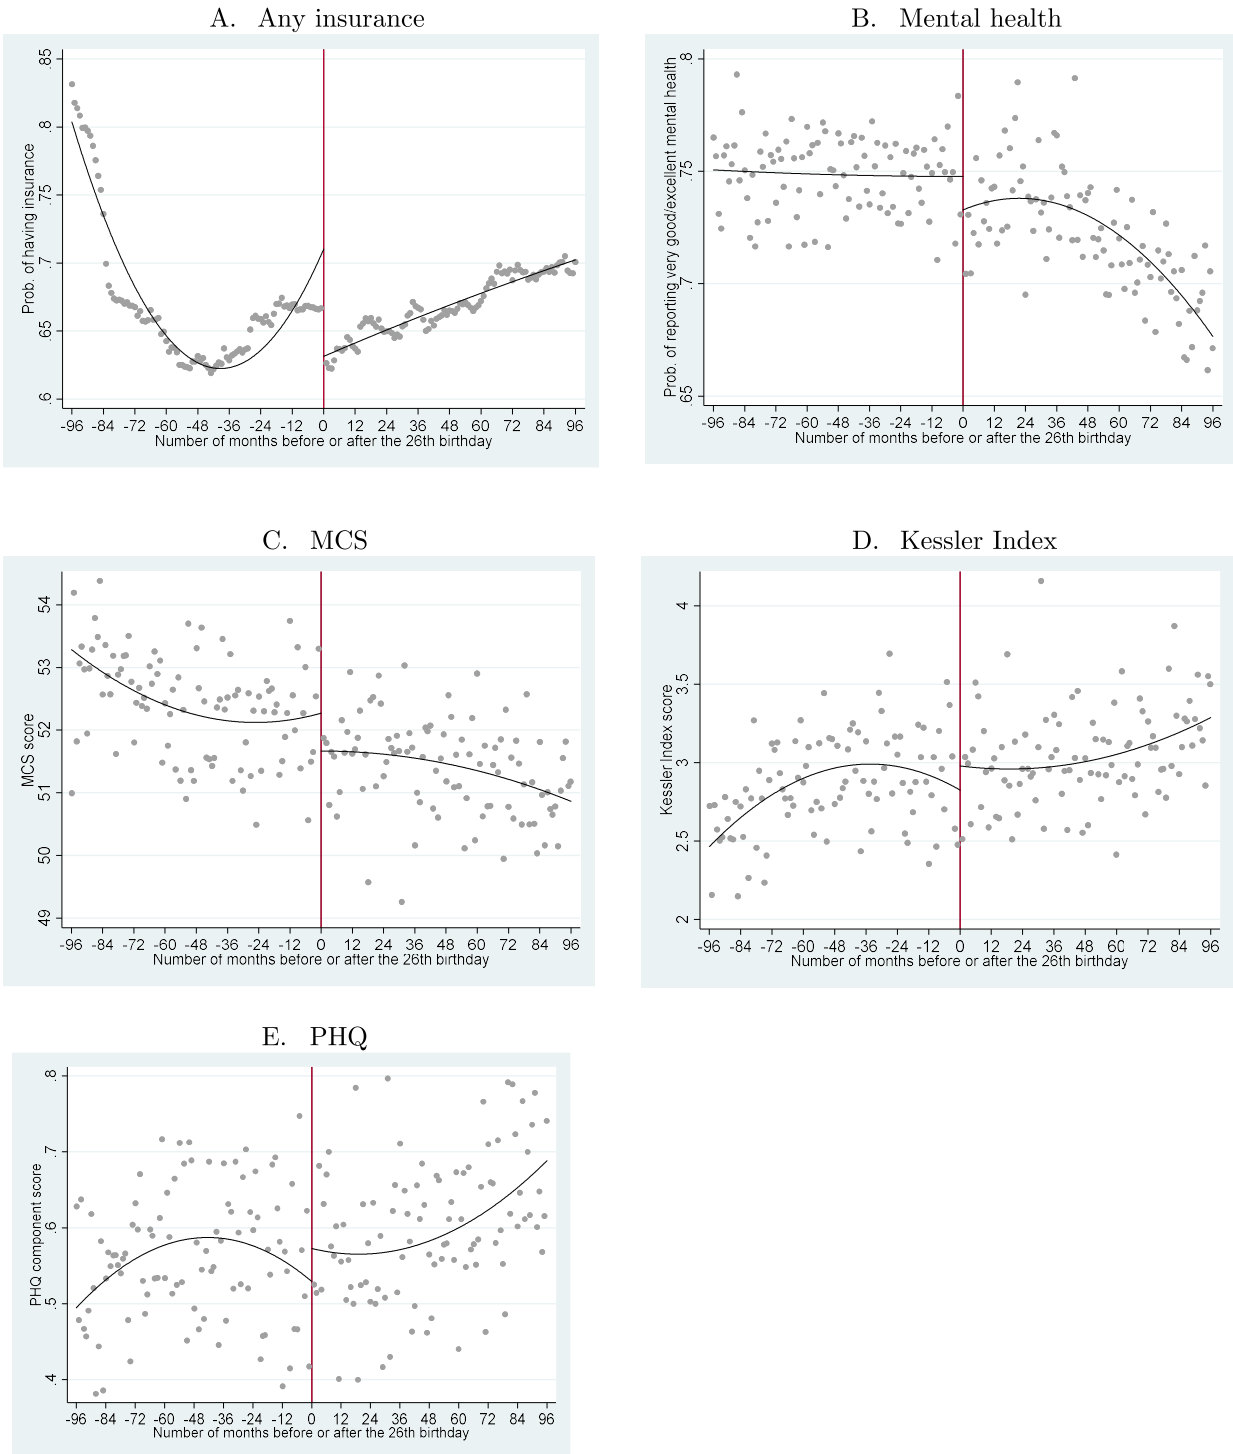 A. Any insurance
Prob. of having insurance
.85
.8
.75
.7
.65
.6
-96 -84 -72 -60 -48 -36 -24 -12 0 12 24 36 48 60 72 84 96
Number of months before or after the 26th birthday
B. Mental health
Prob. of reporting very good/excellent mental health
.8
.75
.7
.65
-96 -84 -72 -60 -48 -36 -24 -12 0 12 24 36 48 60 72 84 96
Number of months before or after the 26th birthday
C. MCS
MCS score
54
53
52
51
50
49
-96 -84 -72 -60 -48 -36 -24 -12 0 12 24 36 48 60 72 84 96
Number of months before or after the 26th birthday
D. Kessler Index
Kessler Index score
4
3.5
3
2.5
2
-96 -84 -72 -60 -48 -36 -24 -12 0 12 24 36 48 60 72 84 96
Number of months before or after the 26th birthday
E. PHQ
PHQ component score
.8
.7
.6
.5
.4
-96 -84 -72 -60 -48 -36 -24 -12 0 12 24 36 48 60 72 84 96
Number of months before or after the 26th birthday